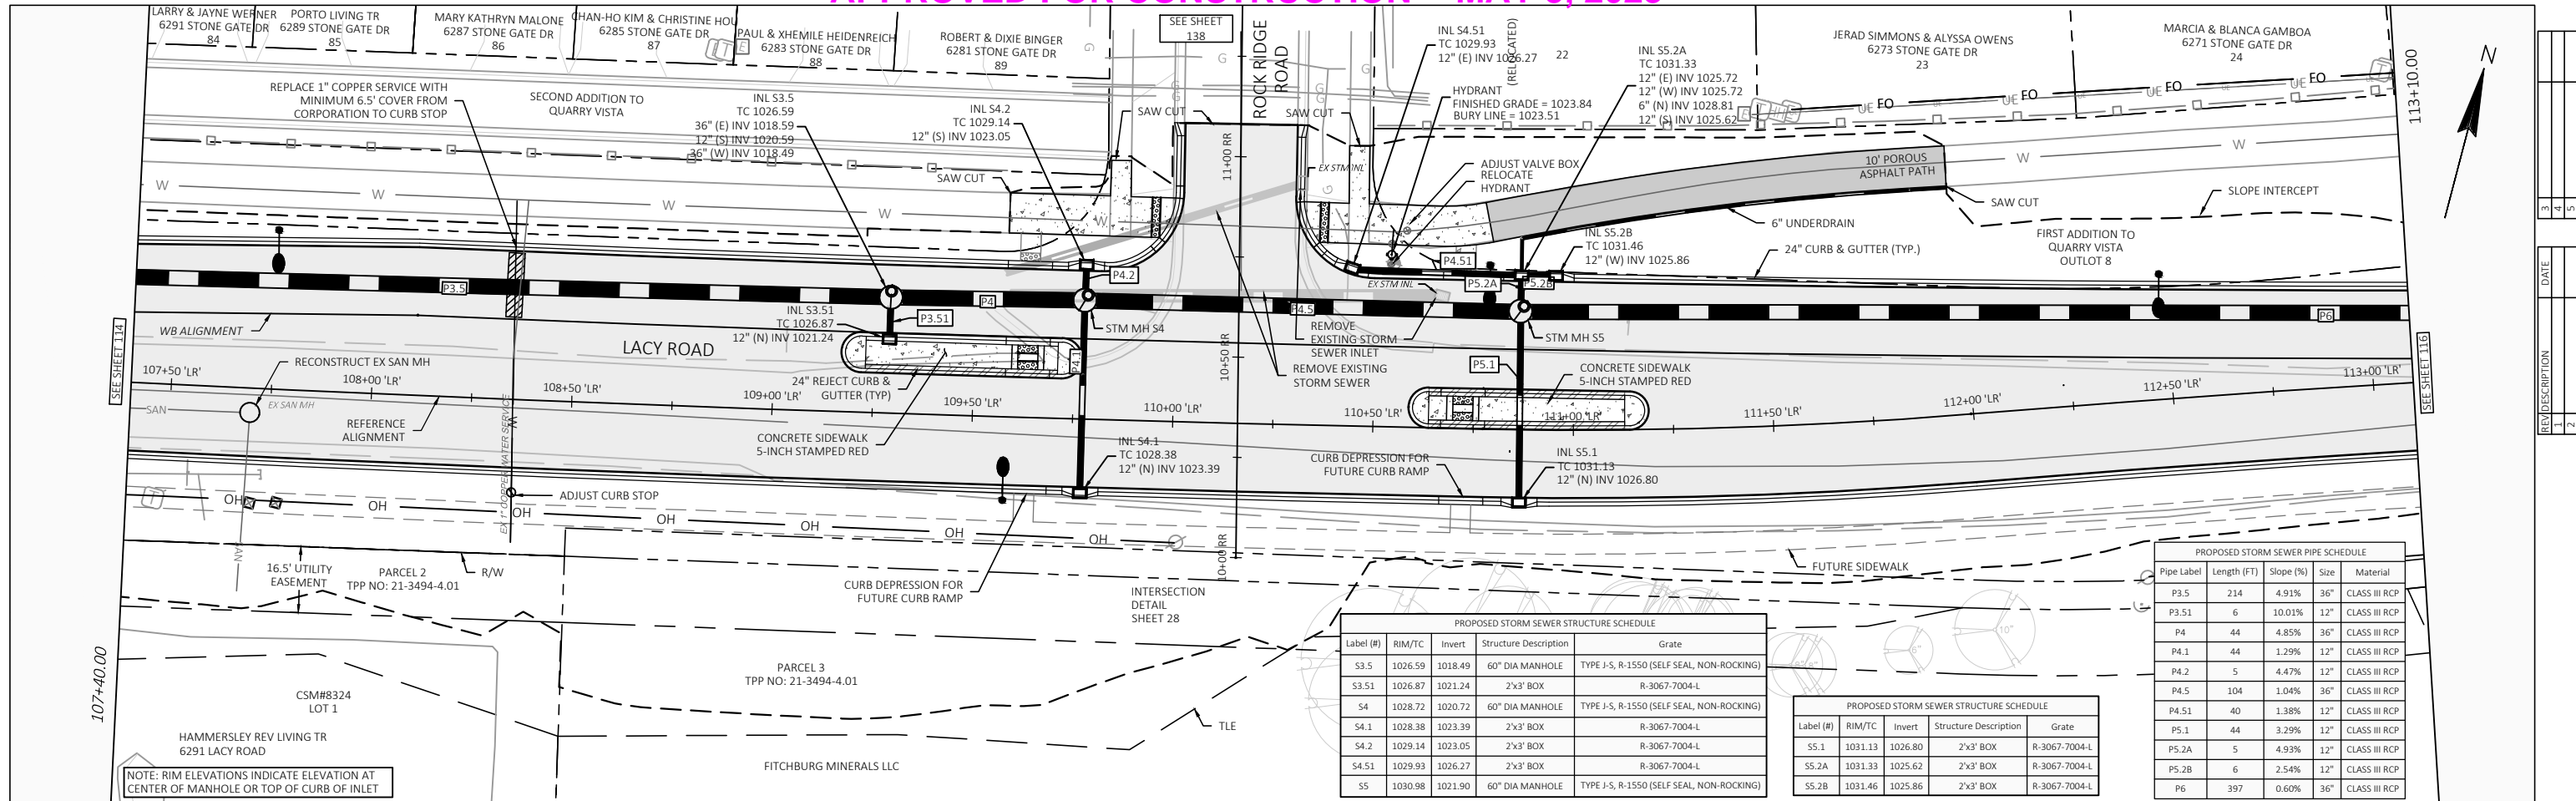 LARRY & JAYNE WERNER
6291 STONE GATE DR
84
PORTO LIVING TR
6289 STONE GATE DR
85
MARY KATHRYN MALONE
6287 STONE GATE DR
86
CHAN-HO KIM & CHRISTINE HOU
6285 STONE GATE DR
87
PAUL & XHEMILE HEIDENREICH
6283 STONE GATE DR
88
ROBERT & DIXIE BINGER
6281 STONE GATE DR
89
SEE SHEET
138
ROCK RIDGE
ROAD
INL S4.51
TC 1029.93
12" (E) INV 1026.27
(RELOCATED)
22
INL S5.2A
TC 1031.33
12" (E) INV 1025.72
12" (W) INV 1025.72
6" (N) INV 1028.81
12" (S) INV 1025.62
JERAD SIMMONS & ALYSSA OWENS
6273 STONE GATE DR
23
MARCIA & BLANCA GAMBOA
6271 STONE GATE DR
24
113+10.00
N
REPLACE 1" COPPER SERVICE WITH
MINIMUM 6.5' COVER FROM
CORPORATION TO CURB STOP
SECOND ADDITION TO
QUARRY VISTA
INL S3.5
TC 1026.59
36" (E) INV 1018.59
12" (S) INV 1020.59
36" (W) INV 1018.49
INL S4.2
TC 1029.14
12" (S) INV 1023.05
SAW CUT
SAW CUT
SAW CUT
HYDRANT
FINISHED GRADE = 1023.84
BURY LINE = 1023.51
11+00 RR
EX STM INL
ADJUST VALVE BOX
RELOCATE
HYDRANT
10' POROUS
ASPHALT PATH
SAW CUT
SLOPE INTERCEPT
6" UNDERDRAIN
24" CURB & GUTTER (TYP.)
FIRST ADDITION TO
QUARRY VISTA
OUTLOT 8
INL S5.2B
TC 1031.46
12" (W) INV 1025.86
P3.5
P4
P4.2
P4.51
P5.2A
P5.2B
EX STM INL
P4.5
P6
P3.51
INL S3.51
TC 1026.87
12" (N) INV 1021.24
STM MH S4
REMOVE
EXISTING STORM
SEWER INLET
REMOVE EXISTING
STORM SEWER
STM MH S5
P5.1
P4.1
WB ALIGNMENT
LACY ROAD
SEE SHEET 114
RECONSTRUCT EX SAN MH
107+50 'LR'
108+00 'LR'
108+50 'LR'
109+00 'LR'
109+50 'LR'
110+00 'LR'
110+50 'LR'
111+00 'LR'
111+50 'LR'
112+00 'LR'
112+50 'LR'
113+00 'LR'
24" REJECT CURB &
GUTTER (TYP)
10+50 RR
CONCRETE SIDEWALK
5-INCH STAMPED RED
SEE SHEET 116
SAN
EX SAN MH
REFERENCE
ALIGNMENT
EX 1" COPPER WATER SERVICE
CONCRETE SIDEWALK
5-INCH STAMPED RED
INL S4.1
TC 1028.38
12" (N) INV 1023.39
CURB DEPRESSION FOR
FUTURE CURB RAMP
INL S5.1
TC 1031.13
12" (N) INV 1026.80
ADJUST CURB STOP
OH
OH
OH
OH
OH
OH
OH
10+00 RR
SAN
16.5' UTILITY
EASEMENT
PARCEL 2
TPP NO: 21-3494-4.01
R/W
CURB DEPRESSION FOR
FUTURE CURB RAMP
INTERSECTION
DETAIL
SHEET 28
FUTURE SIDEWALK
PARCEL 3
TPP NO: 21-3494-4.01
107+40.00
CSM#8324
LOT 1
HAMMERSLEY REV LIVING TR
6291 LACY ROAD
NOTE: RIM ELEVATIONS INDICATE ELEVATION AT
CENTER OF MANHOLE OR TOP OF CURB OF INLET
FITCHBURG MINERALS LLC
TLE
PROPOSED STORM SEWER STRUCTURE SCHEDULE
Label (#) RIM/TC Invert Structure Description Grate
S3.5 1026.59 1018.49 60" DIA MANHOLE TYPE J-S, R-1550 (SELF SEAL, NON-ROCKING)
S3.51 1026.87 1021.24 2'x3' BOX R-3067-7004-L
S4 1028.72 1020.72 60" DIA MANHOLE TYPE J-S, R-1550 (SELF SEAL, NON-ROCKING)
S4.1 1028.38 1023.39 2'x3' BOX R-3067-7004-L
S4.2 1029.14 1023.05 2'x3' BOX R-3067-7004-L
S4.51 1029.93 1026.27 2'x3' BOX R-3067-7004-L
S5 1030.98 1021.90 60" DIA MANHOLE TYPE J-S, R-1550 (SELF SEAL, NON-ROCKING)
PROPOSED STORM SEWER STRUCTURE SCHEDULE
Label (#) RIM/TC Invert Structure Description Grate
S5.1 1031.13 1026.80 2'x3' BOX R-3067-7004-L
S5.2A 1031.33 1025.62 2'x3' BOX R-3067-7004-L
S5.2B 1031.46 1025.86 2'x3' BOX R-3067-7004-L
PROPOSED STORM SEWER PIPE SCHEDULE
Pipe Label Length (FT) Slope (%) Size Material
P3.5 214 4.91% 36" CLASS III RCP
P3.51 6 10.01% 12" CLASS III RCP
P4 44 4.85% 36" CLASS III RCP
P4.1 44 1.29% 12" CLASS III RCP
P4.2 5 4.47% 12" CLASS III RCP
P4.5 104 1.04% 36" CLASS III RCP
P4.51 40 1.38% 12" CLASS III RCP
P5.1 44 3.29% 12" CLASS III RCP
P5.2A 5 4.93% 12" CLASS III RCP
P5.2B 6 2.54% 12" CLASS III RCP
P6 397 0.60% 36" CLASS III RCP
REV DESCRIPTION DATE
1
2
3
4
5